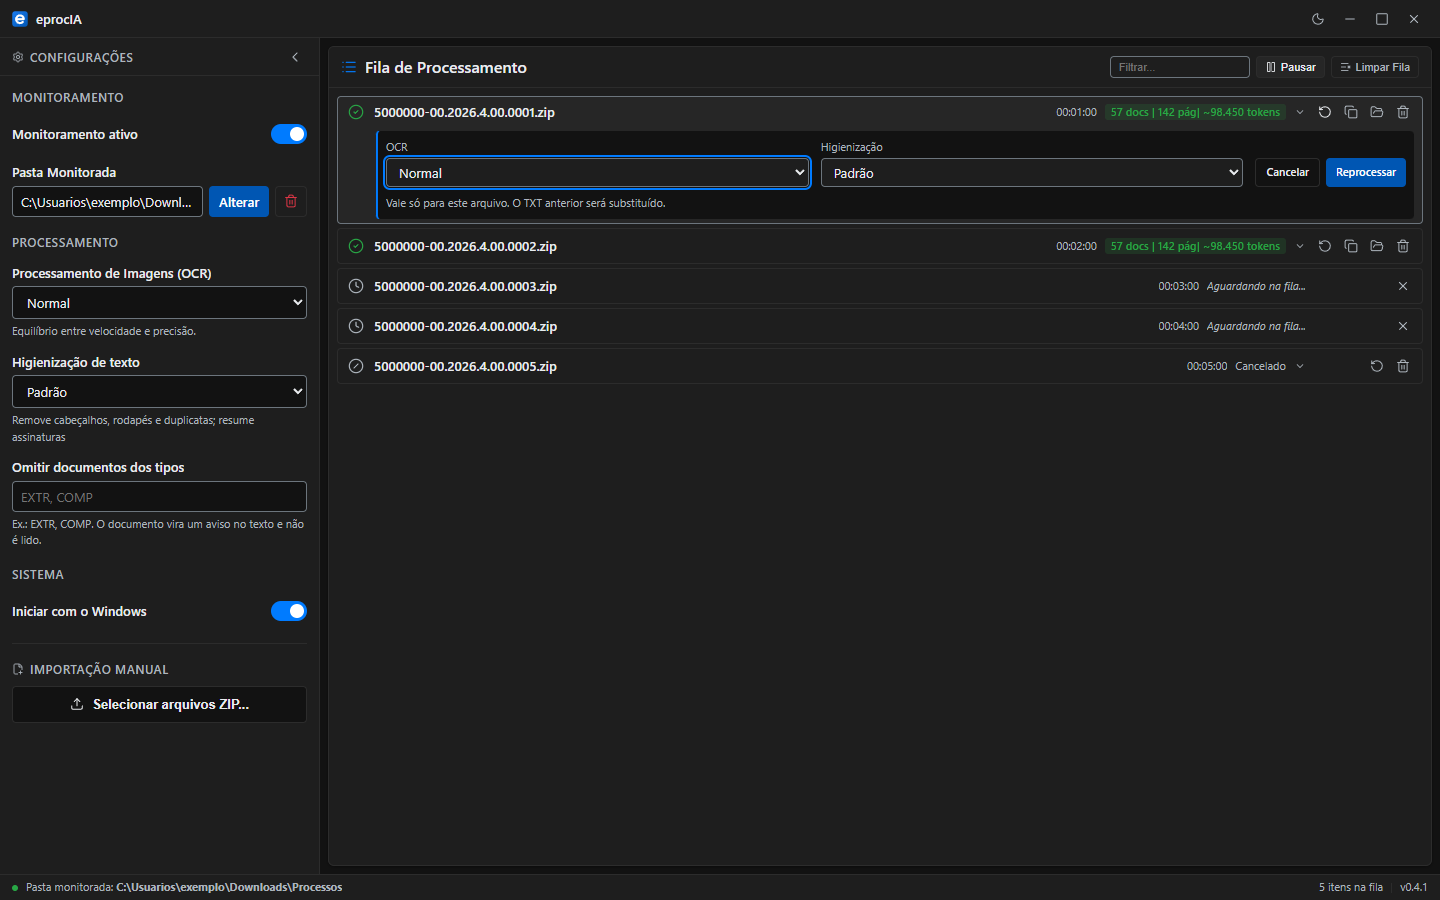 eprocIA
CONFIGURAÇÕES
MONITORAMENTO
Monitoramento ativo
Pasta Monitorada
C:\Usuarios\exemplo\Downl...
Alterar
PROCESSAMENTO
Processamento de Imagens (OCR)
Normal
Equilíbrio entre velocidade e precisão.
Higienização de texto
Padrão
Remove cabeçalhos, rodapés e duplicatas; resume
assinaturas
Omitir documentos dos tipos
EXTR, COMP
Ex.: EXTR, COMP. O documento vira um aviso no texto e não
é lido.
SISTEMA
Iniciar com o Windows
IMPORTAÇÃO MANUAL
Selecionar arquivos ZIP...
Fila de Processamento
Filtrar...
Pausar
Limpar Fila
5000000-00.2026.4.00.0001.zip
00:01:00
57 docs | 142 pág| ~98.450 tokens
OCR
Normal
Higienização
Padrão
Cancelar
Reprocessar
Vale só para este arquivo. O TXT anterior será substituído.
5000000-00.2026.4.00.0002.zip
00:02:00
57 docs | 142 pág| ~98.450 tokens
5000000-00.2026.4.00.0003.zip
00:03:00
Aguardando na fila...
5000000-00.2026.4.00.0004.zip
00:04:00
Aguardando na fila...
5000000-00.2026.4.00.0005.zip
00:05:00
Cancelado
Pasta monitorada: C:\Usuarios\exemplo\Downloads\Processos
5 itens na fila
v0.4.1